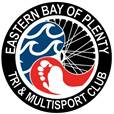 EASTERN BAY OF PLENTY
TRI & MULTISPORT CLUB